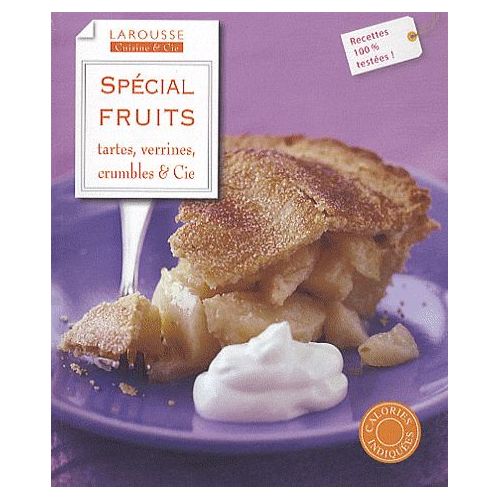 LAROUSSE
Cuisine & Cie
SPÉCIAL
FRUITS
tartes, verrines,
crumbles & Cie
Recettes
100 %
testées !
CALORIES
INDIQUÉES